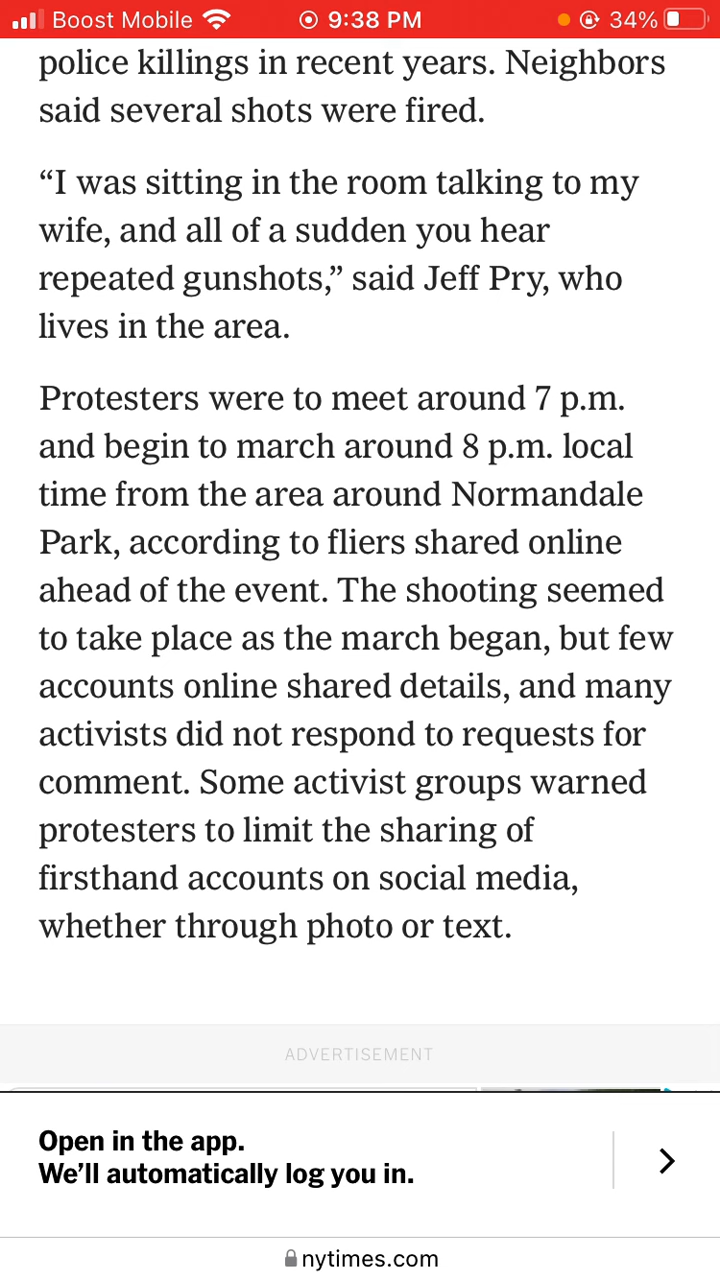 Boost Mobile 9:38 PM 34%
police killings in recent years. Neighbors
said several shots were fired.
“I was sitting in the room talking to my
wife, and all of a sudden you hear
repeated gunshots,” said Jeff Pry, who
lives in the area.
Protesters were to meet around 7 p.m.
and begin to march around 8 p.m. local
time from the area around Normandale
Park, according to fliers shared online
ahead of the event. The shooting seemed
to take place as the march began, but few
accounts online shared details, and many
activists did not respond to requests for
comment. Some activist groups warned
protesters to limit the sharing of
firsthand accounts on social media,
whether through photo or text.
ADVERTISEMENT
Open in the app.
We’ll automatically log you in.
nytimes.com